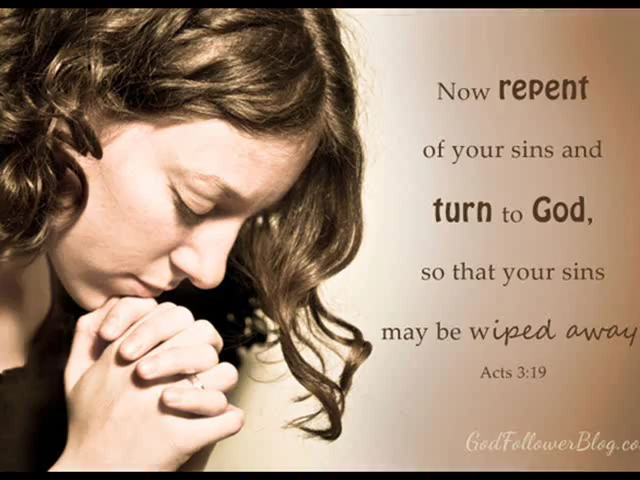 Now repent
of your sins and
turn to God,
so that your sins
may be wiped away
Acts 3:19
GodFollowerBlog.co